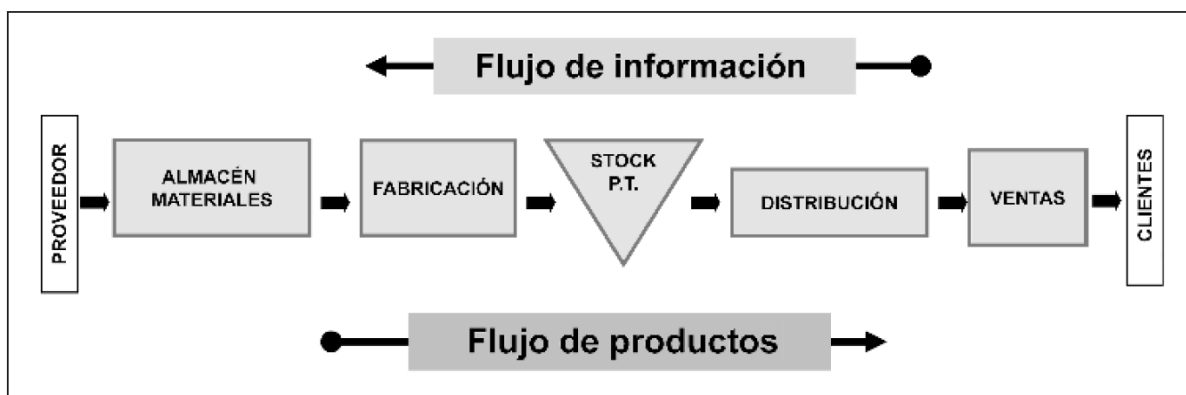 Flujo de información
PROVEEDOR
ALMACÉN
MATERIALES
FABRICACIÓN
STOCK
P.T.
DISTRIBUCIÓN
VENTAS
CLIENTES
Flujo de productos